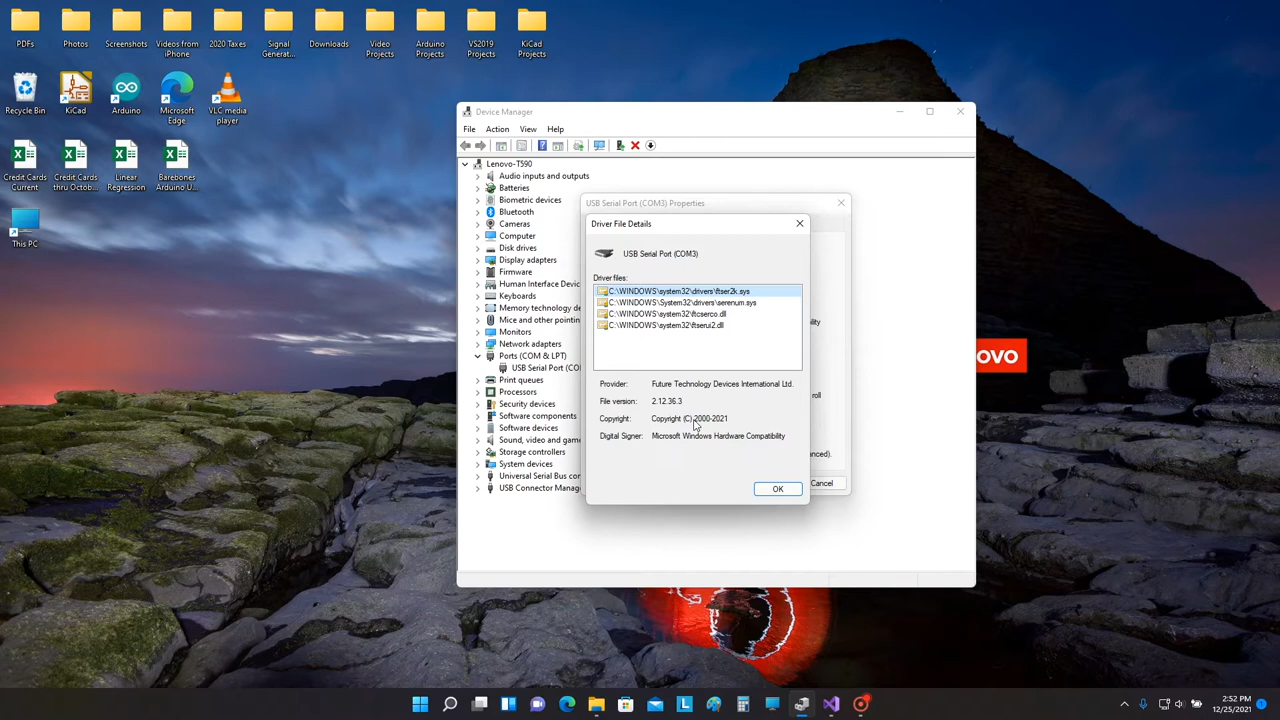 PDFs
Photos
Screenshots
Videos from
iPhone
2020 Taxes
Signal
Generat...
Downloads
Video
Projects
Arduino
Projects
VS2019
Projects
KiCad
Projects
Recycle Bin
KiCad
Arduino
Microsoft
Edge
VLC media
player
Credit Cards
Current
Credit Cards
thru Octob...
Linear
Regression
Barebones
Arduino U...
This PC
Device Manager
File Action View Help
Lenovo-T590
Audio inputs and outputs
Batteries
Biometric devices
Bluetooth
Cameras
Computer
Disk drives
Display adapters
Firmware
Human Interface Devic
Keyboards
Memory technology de
Mice and other pointin
Monitors
Network adapters
Ports (COM & LPT)
USB Serial Port (CO
Print queues
Processors
Security devices
Software components
Software devices
Sound, video and game
Storage controllers
System devices
Universal Serial Bus con
USB Connector Manag
USB Serial Port (COM3) Properties
Driver File Details
USB Serial Port (COM3)
Driver files:
C:\WINDOWS\system32\drivers\ftser2k.sys
C:\WINDOWS\System32\drivers\serenum.sys
C:\WINDOWS\system32\ftcserco.dll
C:\WINDOWS\system32\ftserui2.dll
Provider: Future Technology Devices International Ltd.
File version: 2.12.36.3
Copyright: Copyright (C) 2000-2021
Digital Signer: Microsoft Windows Hardware Compatibility
OK
ility
roll
anced).
Cancel
ovo
L
2:52 PM
12/25/2021